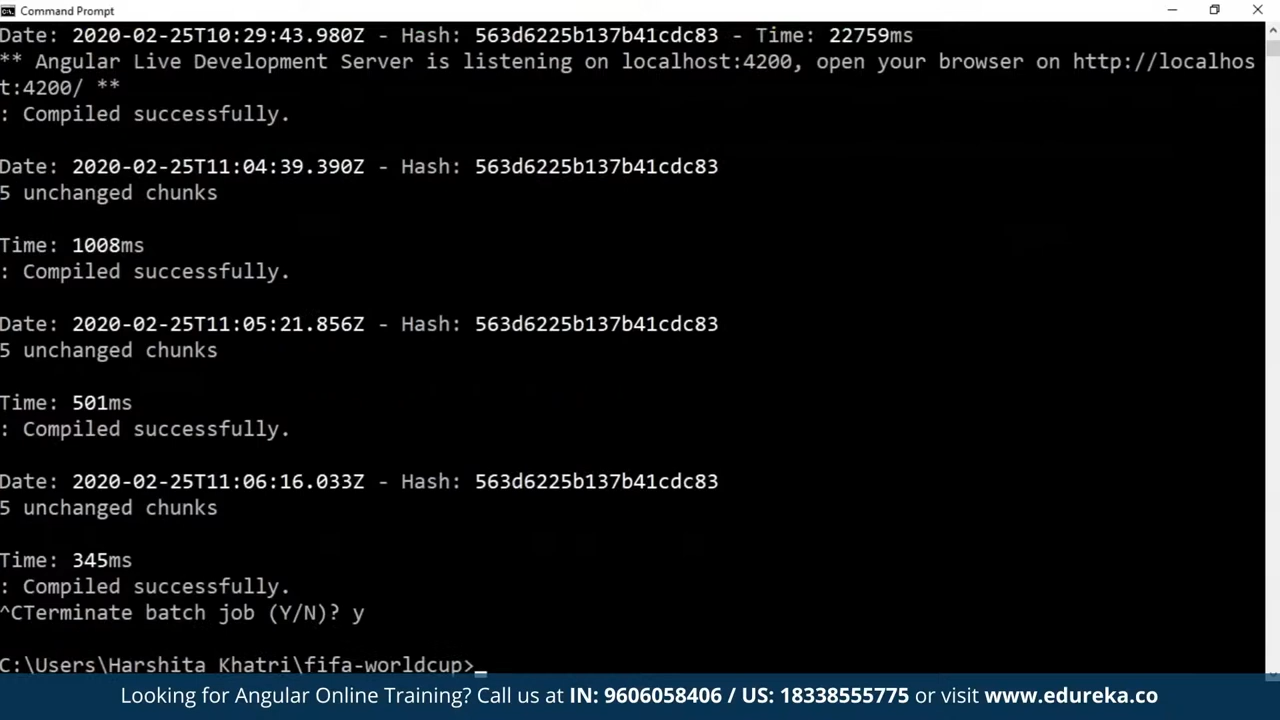 Command Prompt
Date: 2020-02-25T10:29:43.980Z - Hash: 563d6225b137b41cdc83 - Time: 22759ms
** Angular Live Development Server is listening on localhost:4200, open your browser on http://localhos
t:4200/ **
: Compiled successfully.
Date: 2020-02-25T11:04:39.390Z - Hash: 563d6225b137b41cdc83
5 unchanged chunks
Time: 1008ms
: Compiled successfully.
Date: 2020-02-25T11:05:21.856Z - Hash: 563d6225b137b41cdc83
5 unchanged chunks
Time: 501ms
: Compiled successfully.
Date: 2020-02-25T11:06:16.033Z - Hash: 563d6225b137b41cdc83
5 unchanged chunks
Time: 345ms
: Compiled successfully.
^CTerminate batch job (Y/N)? y
C:\Users\Harshita Khatri\fifa-worldcup>_
Looking for Angular Online Training? Call us at IN: 9606058406 / US: 18338555775 or visit www.edureka.co